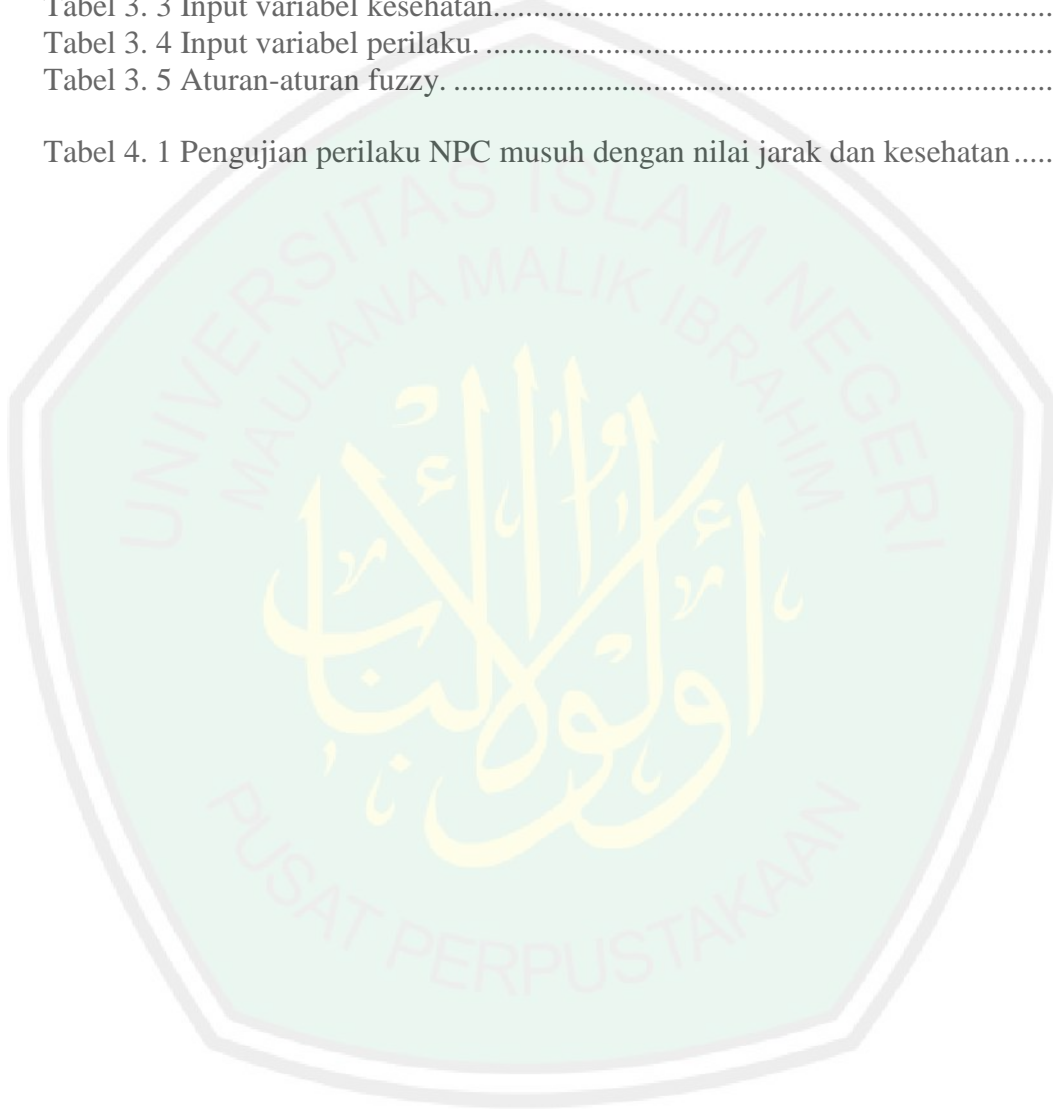 Tabel 3. 3 Input variabel kesehatan.......................................................................
Tabel 3. 4 Input variabel perilaku. .......................................................................
Tabel 3. 5 Aturan-aturan fuzzy. ...........................................................................
Tabel 4. 1 Pengujian perilaku NPC musuh dengan nilai jarak dan kesehatan.....
UNIVERSITAS ISLAM NEGERI
MAULANA MALIK IBRAHIM
أولوا الألباب
PUSAT PERPUSTAKAAN